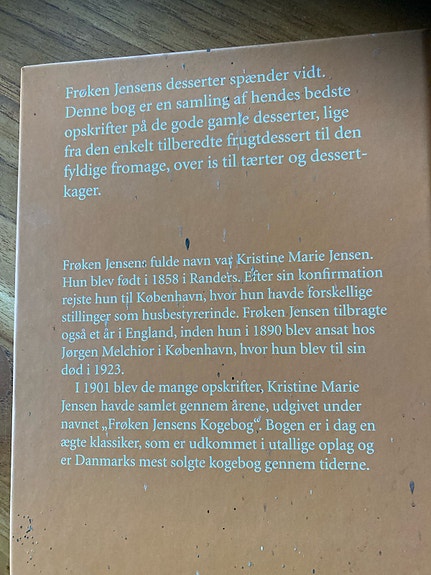 Frøken Jensens desserter spænder vidt.
Denne bog er en samling af hendes bedste
opskrifter på de gode gamle desserter, lige
fra den enkelt tilberedte frugtdessert til den
fyldige fromage, over is til tærter og dessert-
kager.
Frøken Jensens fulde navn var Kristine Marie Jensen.
Hun blev født i 1858 i Randers. Efter sin konfirmation
rejste hun til København, hvor hun havde forskellige
stillinger som husbestyrerinde. Frøken Jensen tilbragte
også et år i England, inden hun i 1890 blev ansat hos
Jørgen Melchior i København, hvor hun blev til sin
død i 1923.
I 1901 blev de mange opskrifter, Kristine Marie
Jensen havde samlet gennem årene, udgivet under
navnet „Frøken Jensens Kogebog“. Bogen er i dag en
ægte klassiker, som er udkommet i utallige oplag og
er Danmarks mest solgte kogebog gennem tiderne.